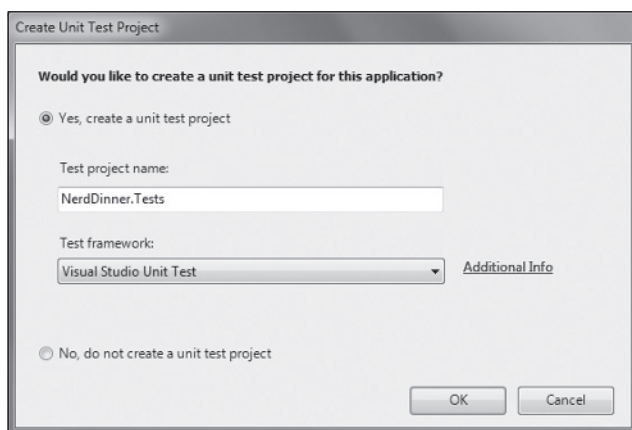 Create Unit Test Project
Would you like to create a unit test project for this application?
Yes, create a unit test project
Test project name:
NerdDinner.Tests
Test framework:
Visual Studio Unit Test
Additional Info
No, do not create a unit test project
OK
Cancel